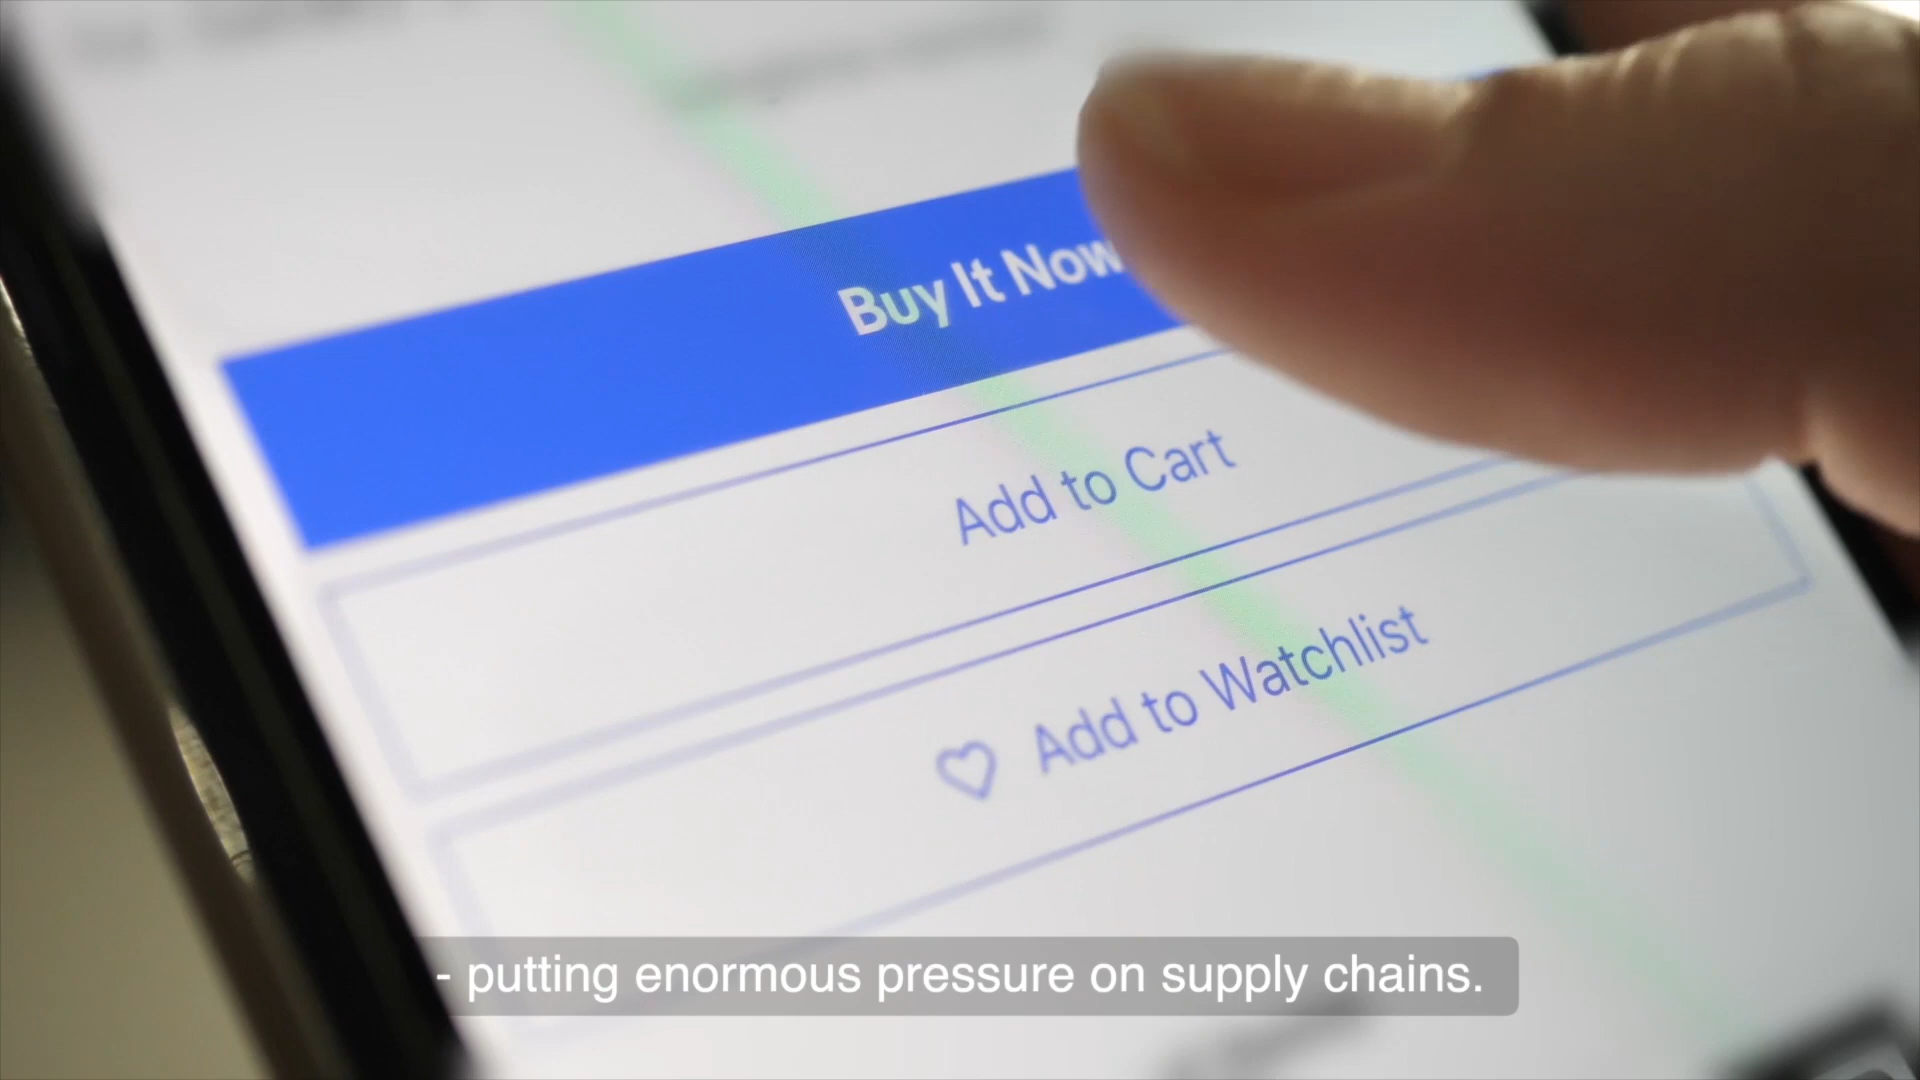 Buy It Now
Add to Cart
Add to Watchlist
- putting enormous pressure on supply chains.